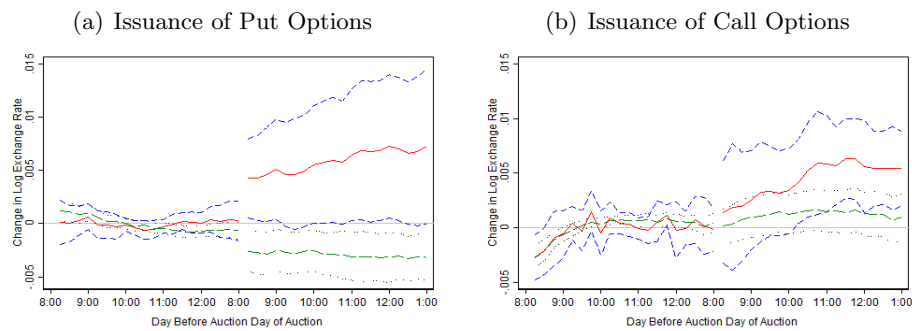 (a) Issuance of Put Options
(b) Issuance of Call Options
Change in Log Exchange Rate
.015
.01
.005
0
-.005
8:00 9:00 10:00 11:00 12:00 8:00 9:00 10:00 11:00 12:00 1:00
Day Before Auction Day of Auction
Change in Log Exchange Rate
.015
.01
.005
0
-.005
8:00 9:00 10:00 11:00 12:00 8:00 9:00 10:00 11:00 12:00 1:00
Day Before Auction Day of Auction